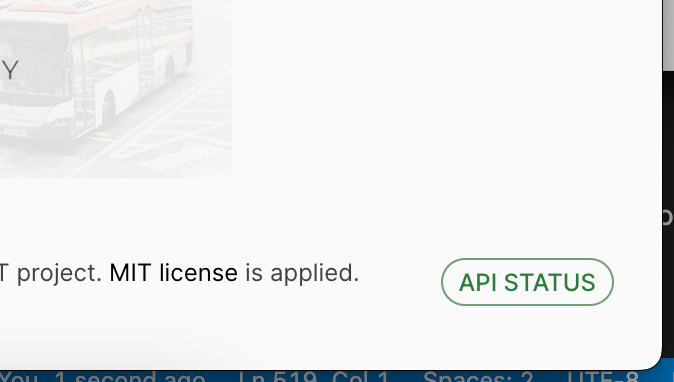 Y
T project. MIT license is applied.
API STATUS
You, 1 second ago Ln 519, Col 1 Spaces: 2 UTF-8